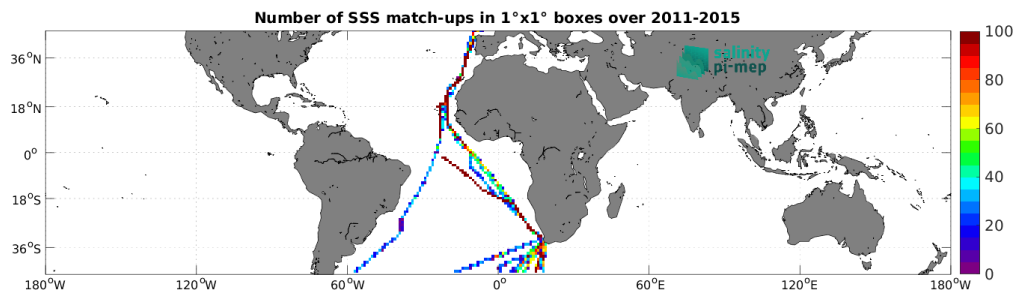 Number of SSS match-ups in 1°x1° boxes over 2011-2015
salinity
pi-mep
36°N
18°N
0°
18°S
36°S
180°W 120°W 60°W 0° 60°E 120°E 180°W
100
80
60
40
20
0